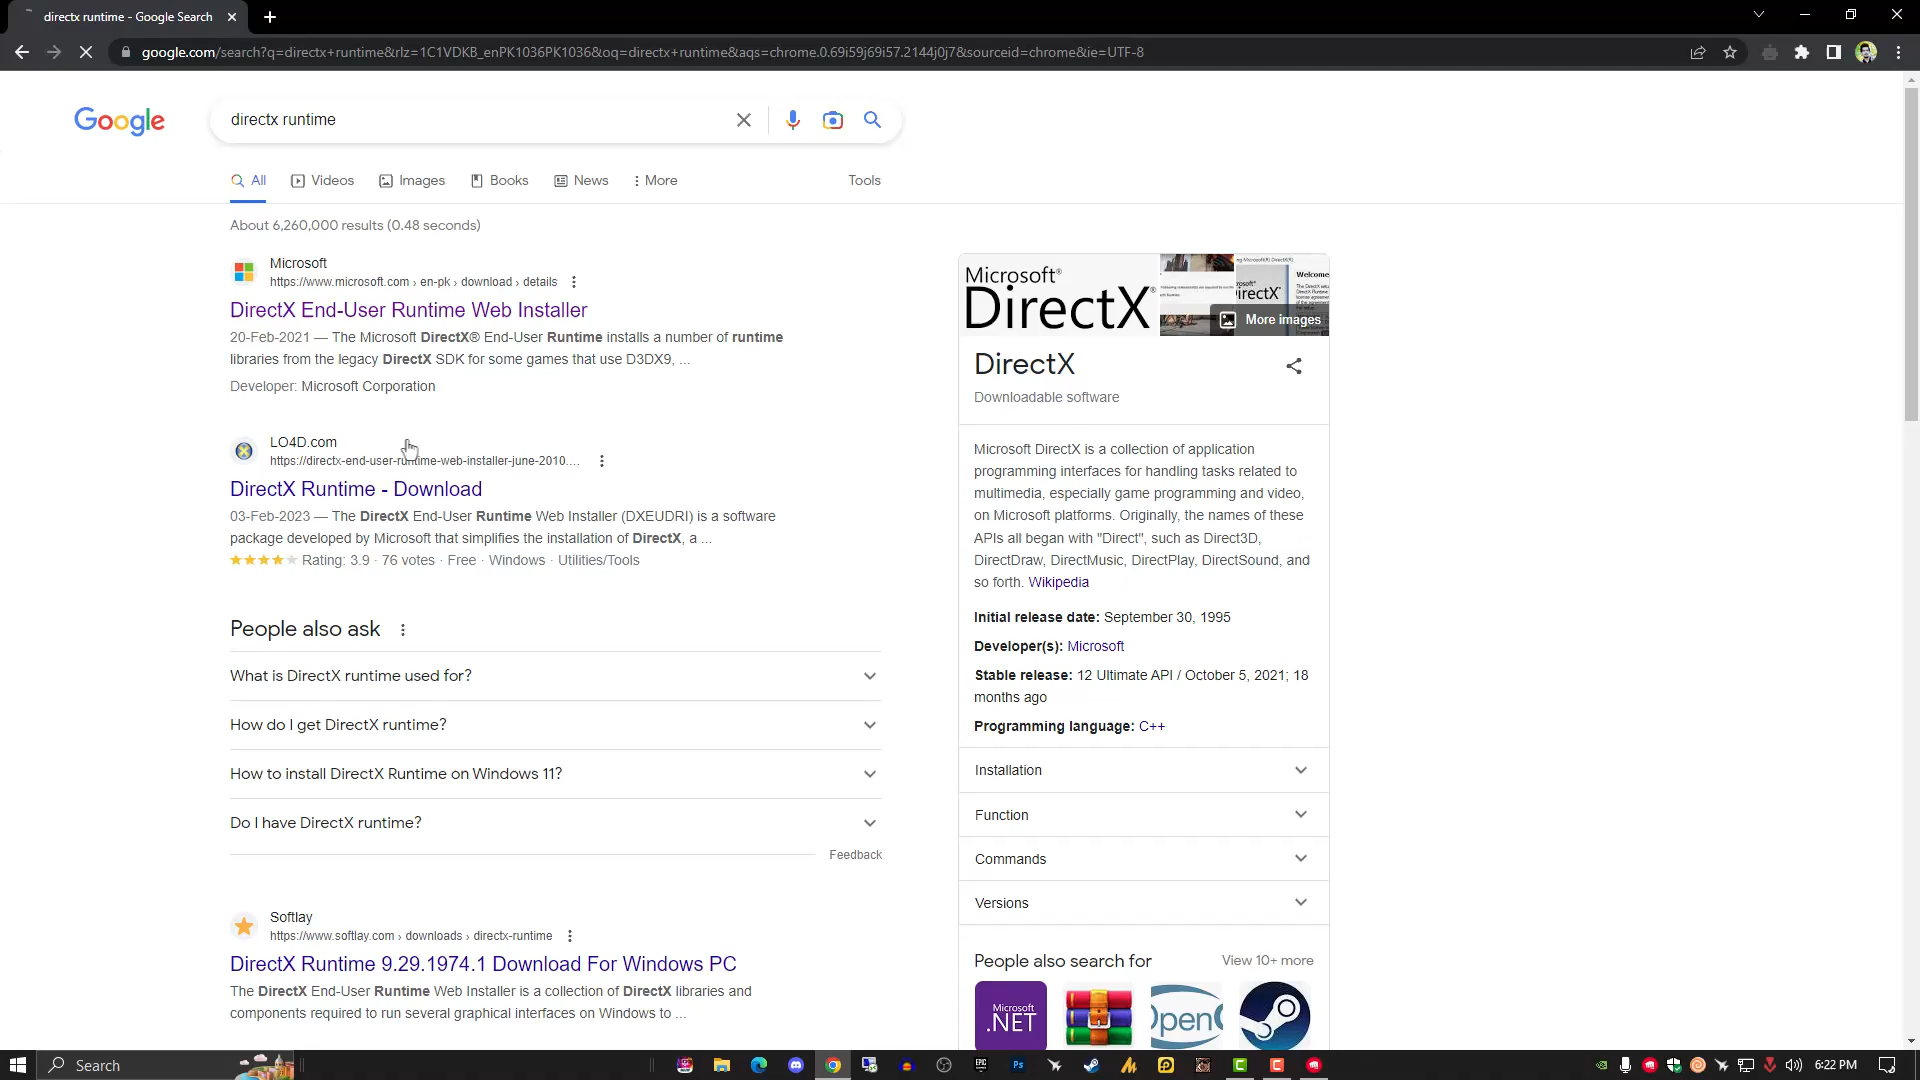 directx runtime - Google Search
google.com/search?q=directx+runtime&rlz=1C1VDKB_enPK1036PK1036&oq=directx+runtime&aqs=chrome.0.69i59j69i57.2144j0j7&sourceid=chrome&ie=UTF-8
Google
directx runtime
All
Videos
Images
Books
News
More
Tools
About 6,260,000 results (0.48 seconds)
Microsoft
https://www.microsoft.com › en-pk › download › details
DirectX End-User Runtime Web Installer
20-Feb-2021 — The Microsoft DirectX® End-User Runtime installs a number of runtime
libraries from the legacy DirectX SDK for some games that use D3DX9, ...
Developer: Microsoft Corporation
LO4D.com
https://directx-end-user-runtime-web-installer-june-2010....
DirectX Runtime - Download
03-Feb-2023 — The DirectX End-User Runtime Web Installer (DXEUDRI) is a software
package developed by Microsoft that simplifies the installation of DirectX, a ...
Rating: 3.9 · 76 votes · Free · Windows · Utilities/Tools
People also ask
What is DirectX runtime used for?
How do I get DirectX runtime?
How to install DirectX Runtime on Windows 11?
Do I have DirectX runtime?
Feedback
Softlay
https://www.softlay.com › downloads › directx-runtime
DirectX Runtime 9.29.1974.1 Download For Windows PC
The DirectX End-User Runtime Web Installer is a collection of DirectX libraries and
components required to run several graphical interfaces on Windows to ...
Microsoft®
DirectX®
Welcome
More images
DirectX
Downloadable software
Microsoft DirectX is a collection of application
programming interfaces for handling tasks related to
multimedia, especially game programming and video,
on Microsoft platforms. Originally, the names of these
APIs all began with "Direct", such as Direct3D,
DirectDraw, DirectMusic, DirectPlay, DirectSound, and
so forth. Wikipedia
Initial release date: September 30, 1995
Developer(s): Microsoft
Stable release: 12 Ultimate API / October 5, 2021; 18
months ago
Programming language: C++
Installation
Function
Commands
Versions
People also search for
View 10+ more
Microsoft
.NET
OpenG
Search
6:22 PM